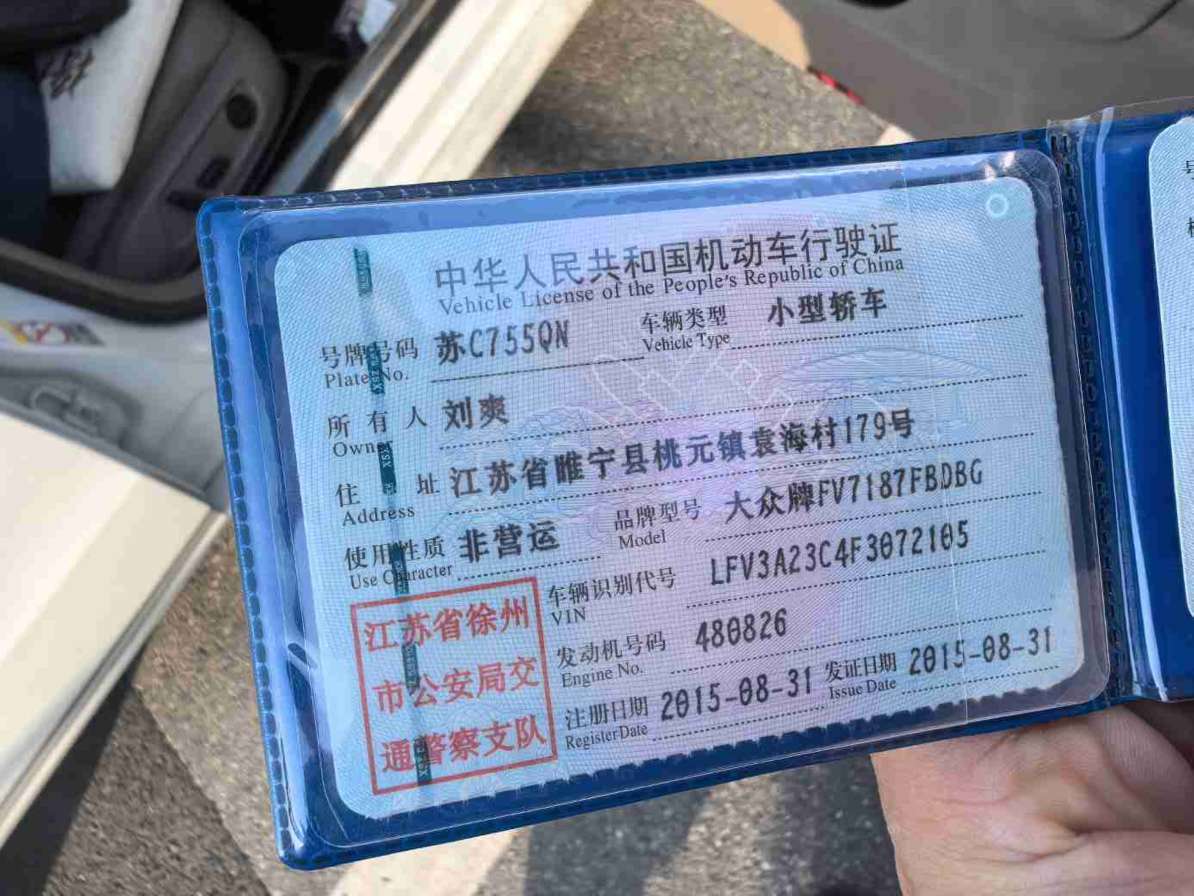 中华人民共和国机动车行驶证
Vehicle License of the People's Republic of China
号牌号码 苏C755QN 车辆类型 小型轿车
Plate No. Vehicle Type
所有人 刘爽
Owner
住址 江苏省睢宁县桃元镇袁海村179号
Address
使用性质 非营运 品牌型号 大众牌FV7187FBDBG
Use Character Model
车辆识别代号 LFV3A23C4F3072105
VIN
发动机号码 480826
Engine No.
注册日期 2015-08-31 发证日期 2015-08-31
Register Date Issue Date
江苏省徐州
市公安局交
通警察支队